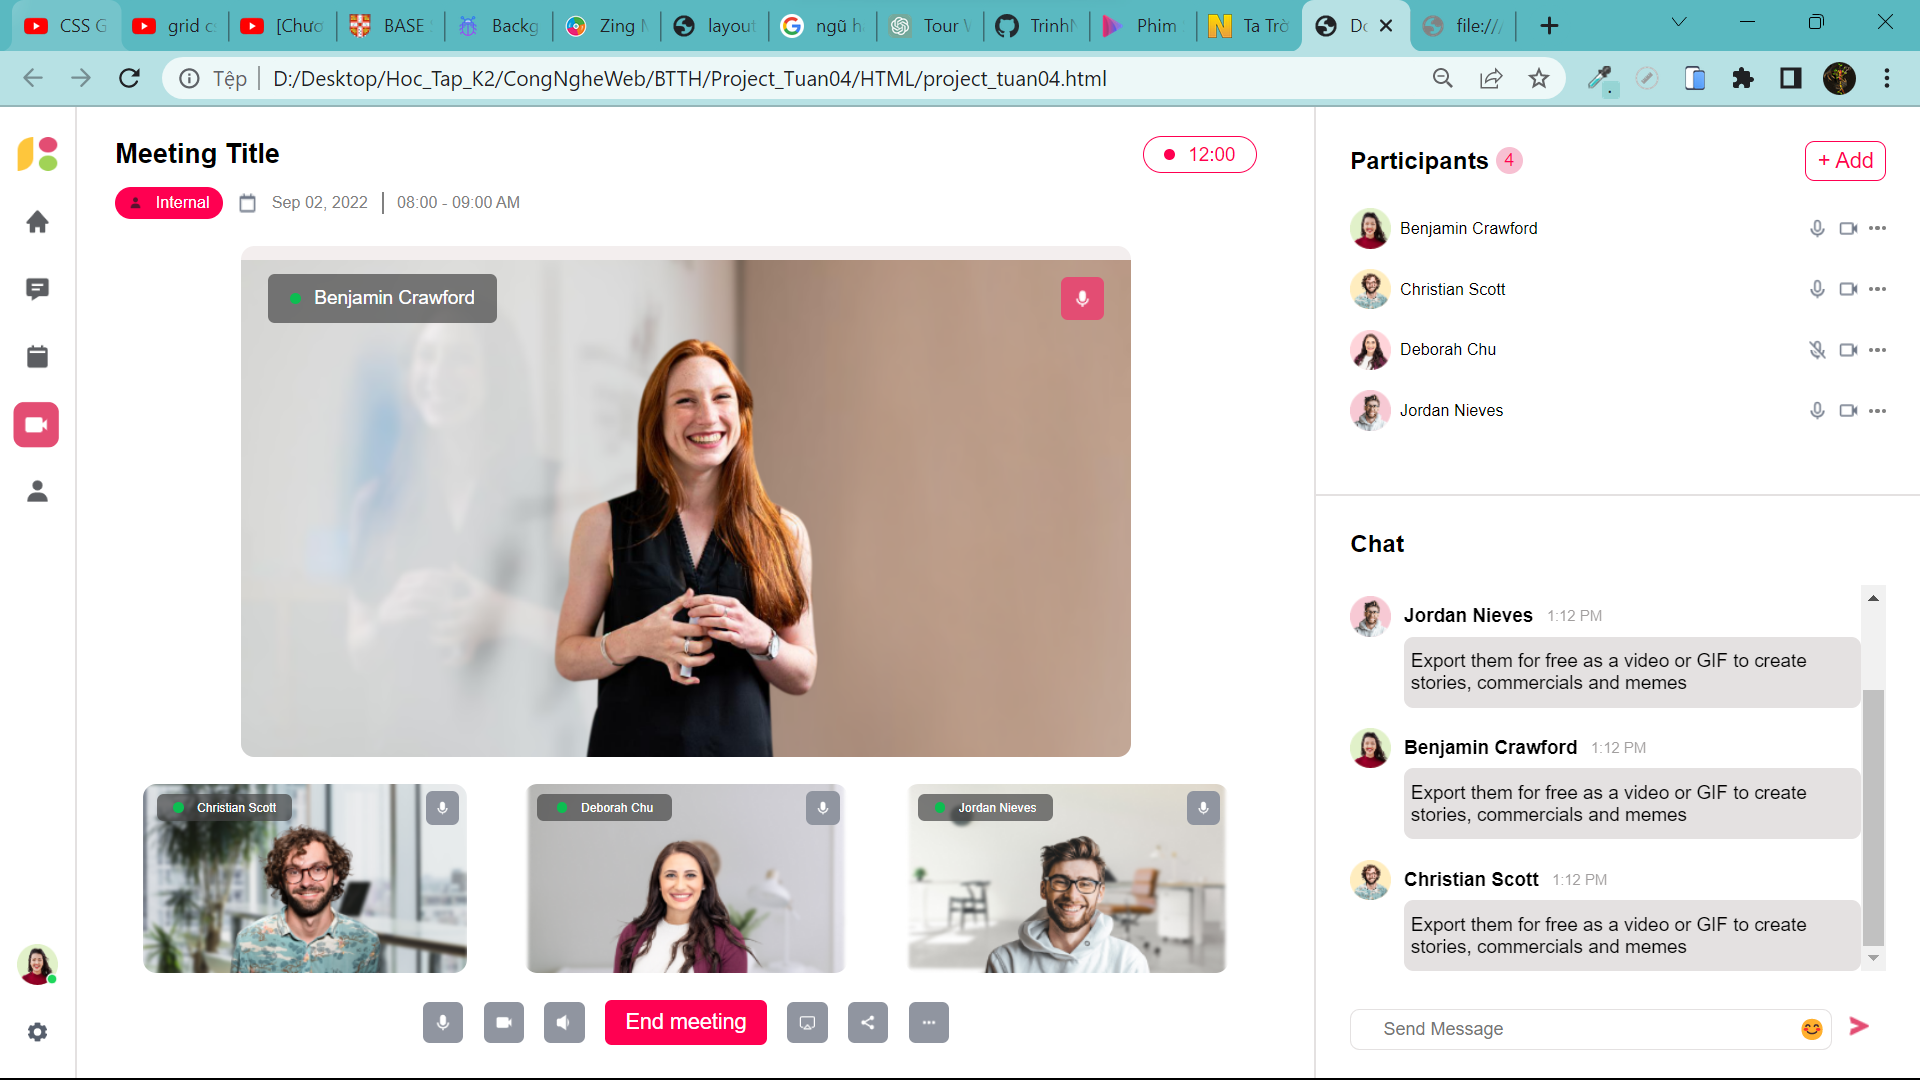 CSS G
grid c
[Chươ
BASE
Backg
Zing
layout
ngũ h
Tour
Trinh
Phim
Ta Trờ
file:///
Tệp
D:/Desktop/Hoc_Tap_K2/CongNgheWeb/BTTH/Project_Tuan04/HTML/project_tuan04.html
Meeting Title
12:00
Internal
Sep 02, 2022
08:00 - 09:00 AM
Benjamin Crawford
Christian Scott
Deborah Chu
Jordan Nieves
End meeting
Participants 4
+ Add
Benjamin Crawford
Christian Scott
Deborah Chu
Jordan Nieves
Chat
Jordan Nieves 1:12 PM
Export them for free as a video or GIF to create
stories, commercials and memes
Benjamin Crawford 1:12 PM
Export them for free as a video or GIF to create
stories, commercials and memes
Christian Scott 1:12 PM
Export them for free as a video or GIF to create
stories, commercials and memes
Send Message